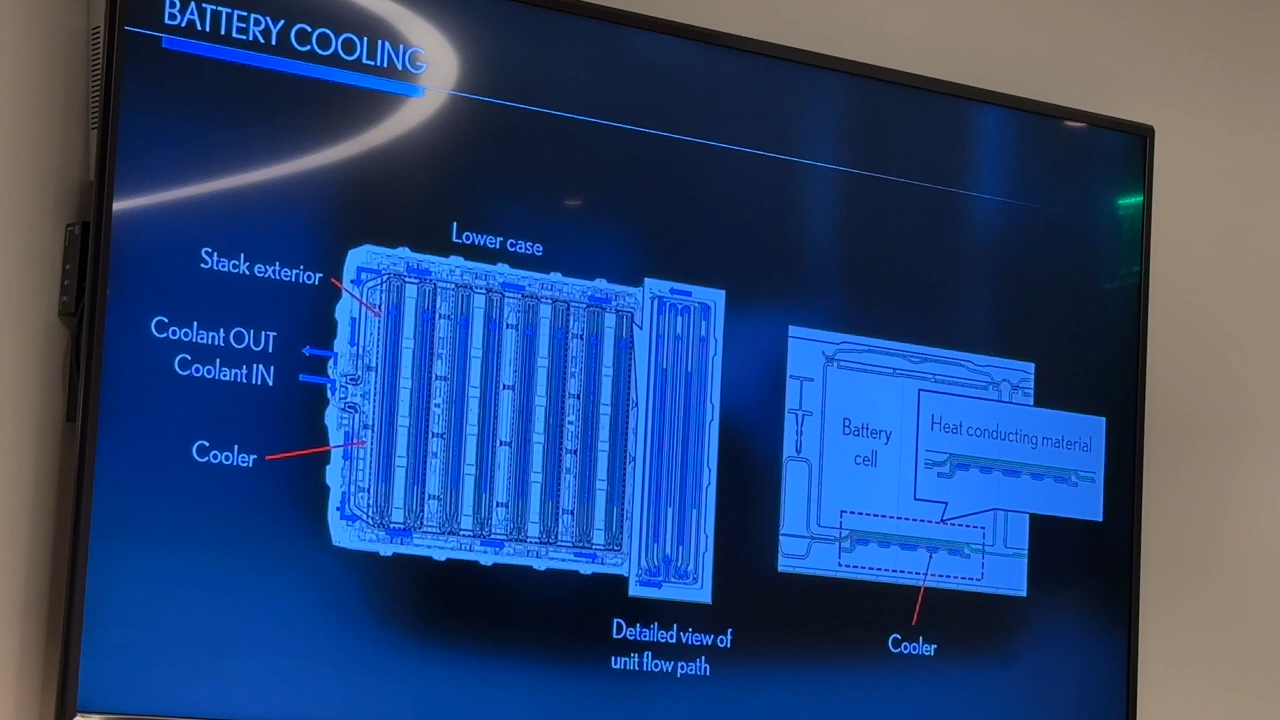 BATTERY COOLING
Lower case
Stack exterior
Coolant OUT
Coolant IN
Cooler
Battery
cell
Heat conducting material
Cooler
Detailed view of
unit flow path